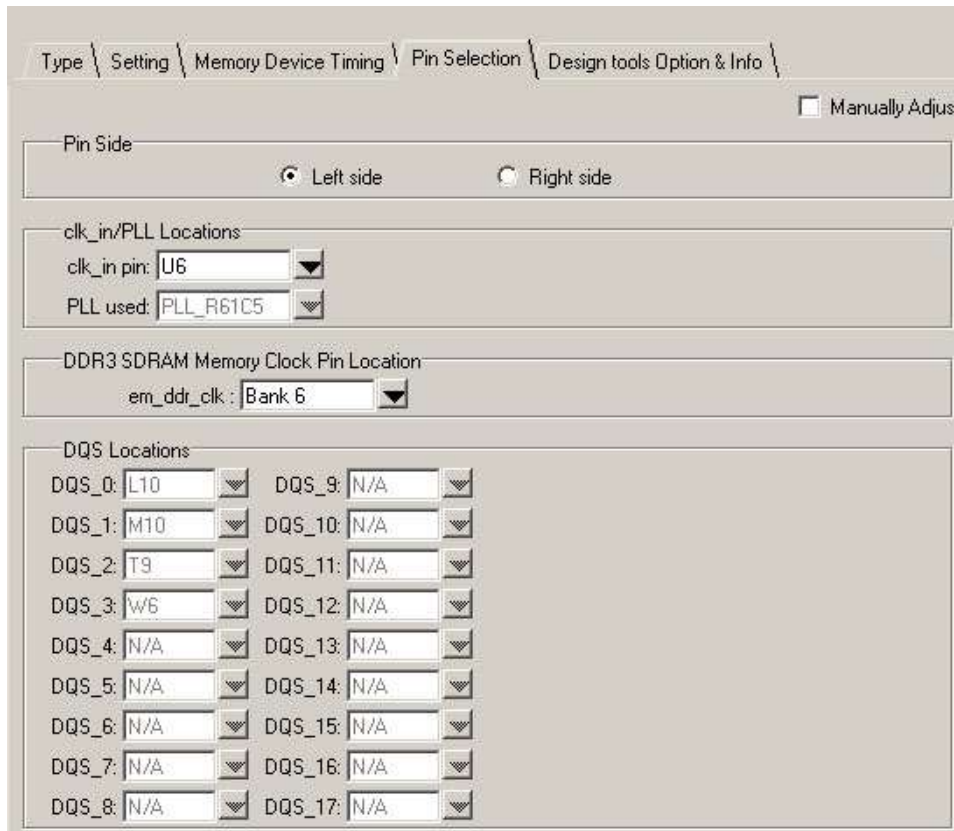 Type Setting Memory Device Timing Pin Selection Design tools Option & Info
Manually Adjus
Pin Side
Left side Right side
clk_in/PLL Locations
clk_in pin: U6
PLL used: PLL_R61C5
DDR3 SDRAM Memory Clock Pin Location
em_ddr_clk : Bank 6
DQS Locations
DQS_0: L10 DQS_9: N/A
DQS_1: M10 DQS_10: N/A
DQS_2: T9 DQS_11: N/A
DQS_3: W6 DQS_12: N/A
DQS_4: N/A DQS_13: N/A
DQS_5: N/A DQS_14: N/A
DQS_6: N/A DQS_15: N/A
DQS_7: N/A DQS_16: N/A
DQS_8: N/A DQS_17: N/A